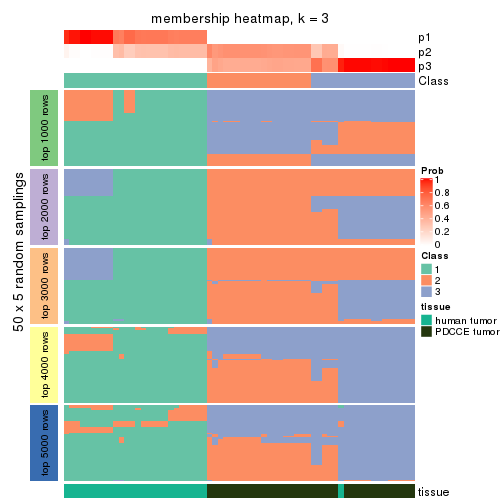 membership heatmap, k = 3
p1
p2
p3
Class
50 x 5 random samplings
top 1000 rows
top 2000 rows
top 3000 rows
top 4000 rows
top 5000 rows
Prob
1
0.8
0.6
0.4
0.2
0
Class
1
2
3
tissue
human tumor
PDCCE tumor
tissue